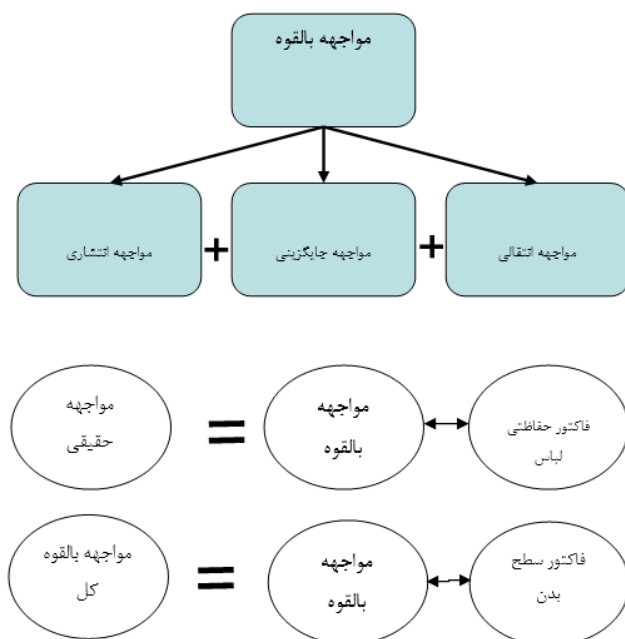 مواجهه بالقوه
مواجهه انتقالی
+
مواجهه جایگزینی
+
مواجهه انتشاری
مواجهه
حقیقی
=
مواجهه
بالقوه
فاکتور حفاظتی
لباس
مواجهه بالقوه
کل
=
مواجهه
بالقوه
فاکتور سطح
بدن